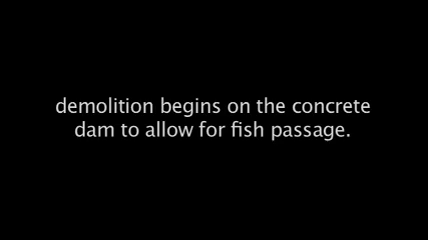 demolition begins on the concrete
dam to allow for fish passage.